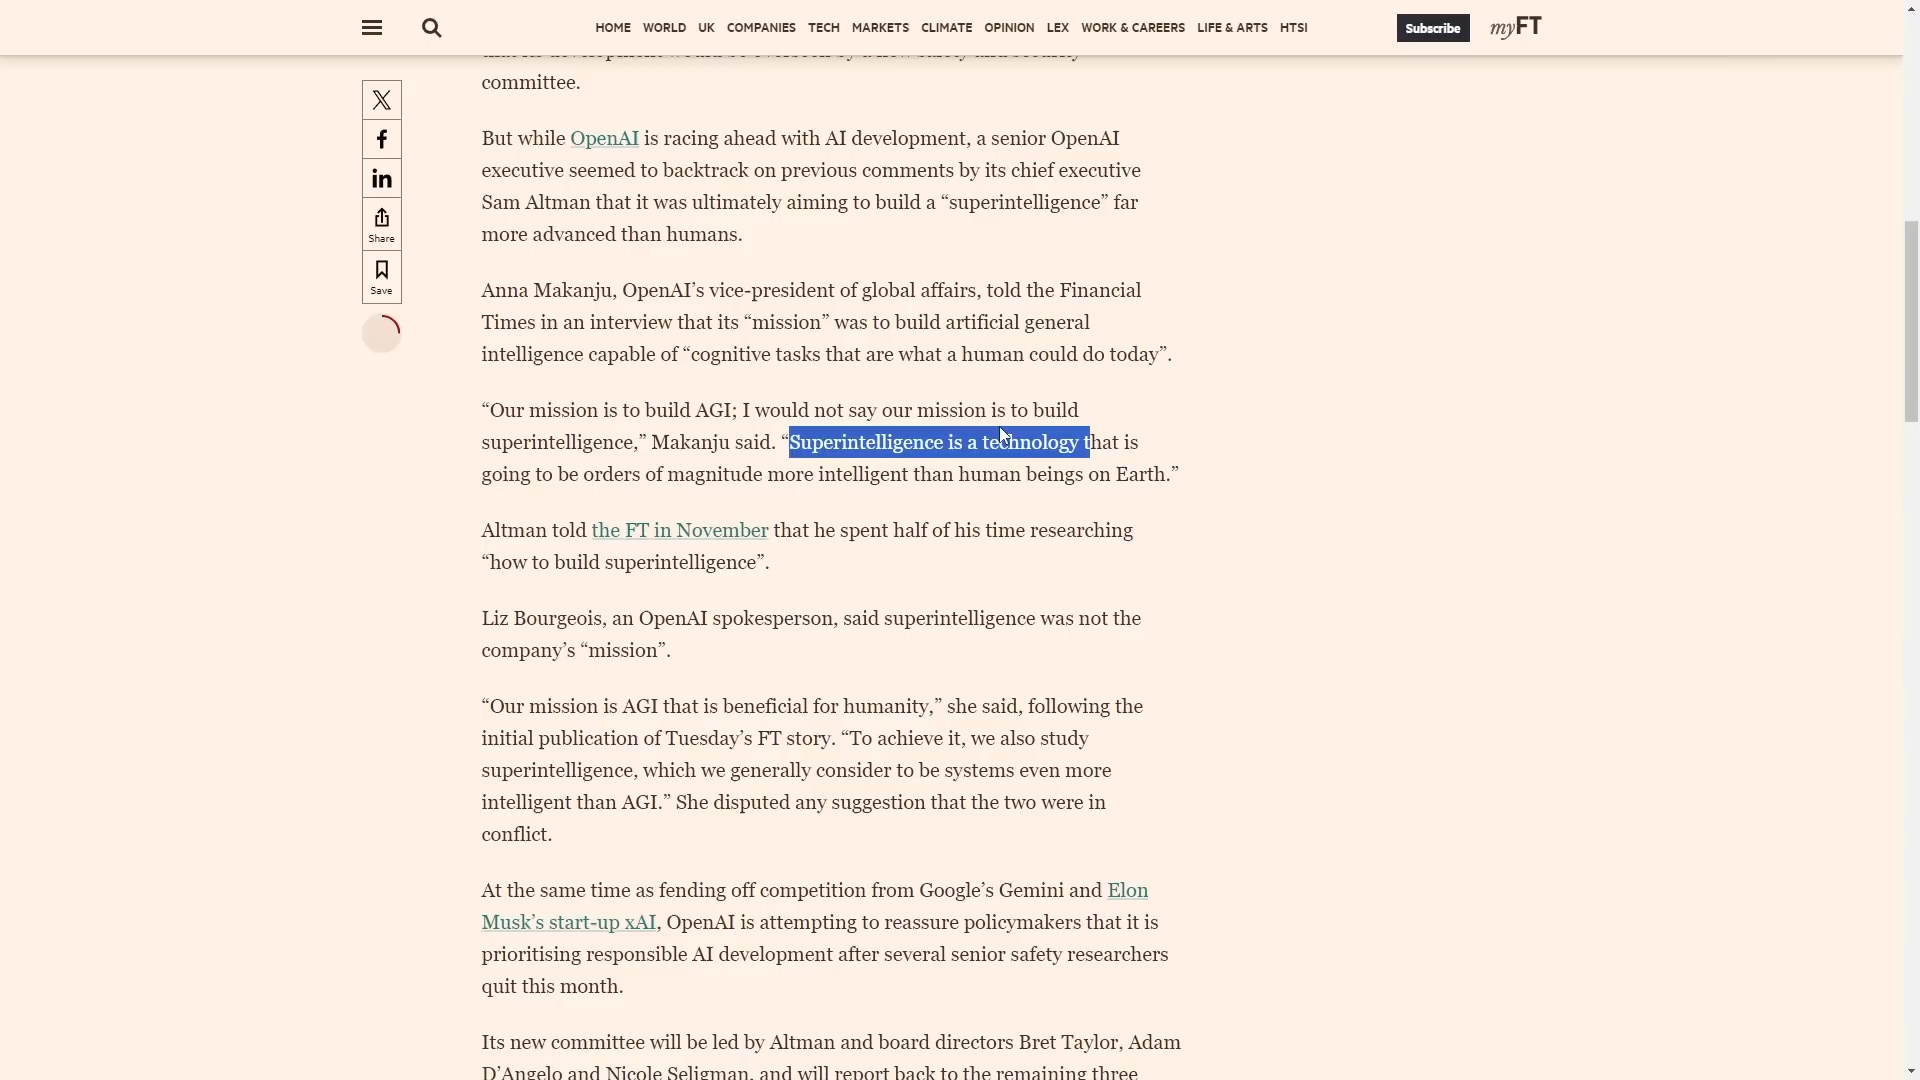 HOME WORLD UK COMPANIES TECH MARKETS CLIMATE OPINION LEX WORK & CAREERS LIFE & ARTS HTSI
Subscribe
myFT
committee.
Share
Save
But while OpenAI is racing ahead with AI development, a senior OpenAI
executive seemed to backtrack on previous comments by its chief executive
Sam Altman that it was ultimately aiming to build a “superintelligence” far
more advanced than humans.
Anna Makanju, OpenAI’s vice-president of global affairs, told the Financial
Times in an interview that its “mission” was to build artificial general
intelligence capable of “cognitive tasks that are what a human could do today”.
“Our mission is to build AGI; I would not say our mission is to build
superintelligence,” Makanju said. “Superintelligence is a technology that is
going to be orders of magnitude more intelligent than human beings on Earth.”
Altman told the FT in November that he spent half of his time researching
“how to build superintelligence”.
Liz Bourgeois, an OpenAI spokesperson, said superintelligence was not the
company’s “mission”.
“Our mission is AGI that is beneficial for humanity,” she said, following the
initial publication of Tuesday’s FT story. “To achieve it, we also study
superintelligence, which we generally consider to be systems even more
intelligent than AGI.” She disputed any suggestion that the two were in
conflict.
At the same time as fending off competition from Google’s Gemini and Elon
Musk’s start-up xAI, OpenAI is attempting to reassure policymakers that it is
prioritising responsible AI development after several senior safety researchers
quit this month.
Its new committee will be led by Altman and board directors Bret Taylor, Adam
D’Angelo and Nicole Seligman, and will report back to the remaining three